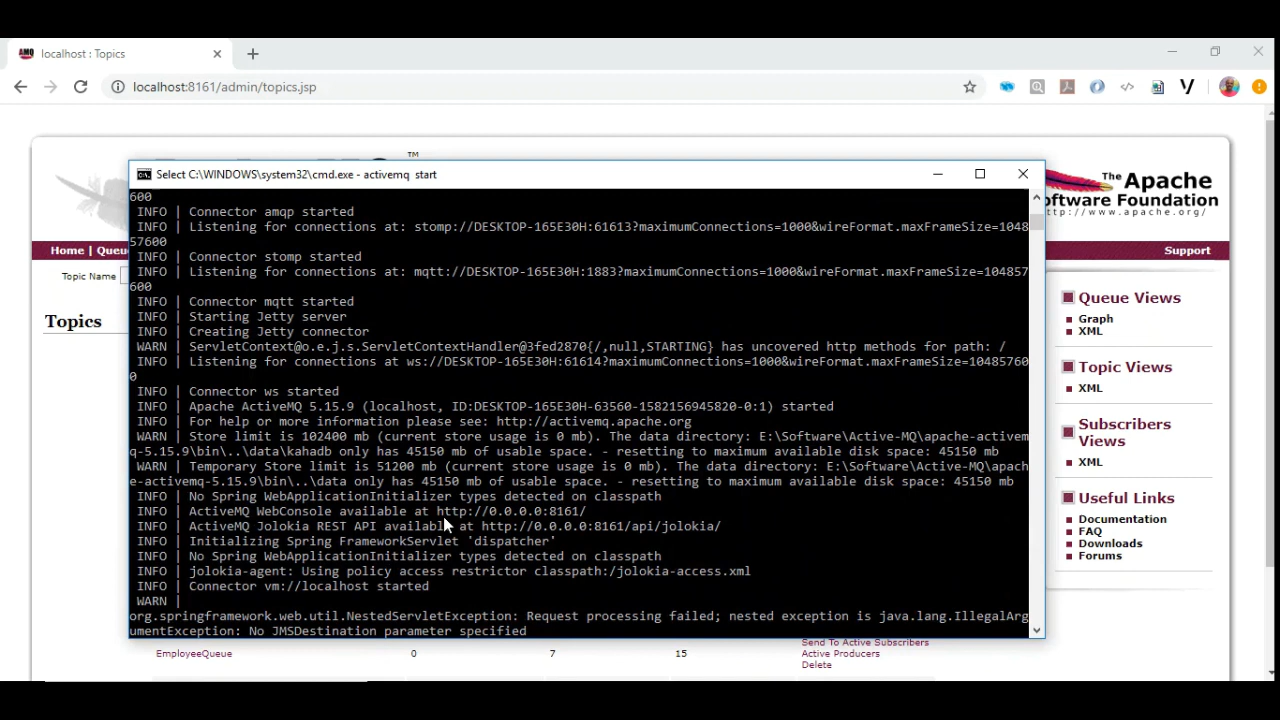 localhost : Topics
localhost:8161/admin/topics.jsp
TM
Select C:\WINDOWS\system32\cmd.exe - activemq start
600
INFO | Connector amqp started
INFO | Listening for connections at: stomp://DESKTOP-165E30H:61613?maximumConnections=1000&wireFormat.maxFrameSize=1048
57600
INFO | Connector stomp started
INFO | Listening for connections at: mqtt://DESKTOP-165E30H:1883?maximumConnections=1000&wireFormat.maxFrameSize=104857
600
INFO | Connector mqtt started
INFO | Starting Jetty server
INFO | Creating Jetty connector
WARN | ServletContext@o.e.j.s.ServletContextHandler@3fed2870{/,null,STARTING} has uncovered http methods for path: /
INFO | Listening for connections at ws://DESKTOP-165E30H:61614?maximumConnections=1000&wireFormat.maxFrameSize=10485760
0
INFO | Connector ws started
INFO | Apache ActiveMQ 5.15.9 (localhost, ID:DESKTOP-165E30H-63560-1582156945820-0:1) started
INFO | For help or more information please see: http://activemq.apache.org
WARN | Store limit is 102400 mb (current store usage is 0 mb). The data directory: E:\Software\Active-MQ\apache-activem
q-5.15.9\bin\..\data\kahadb only has 45150 mb of usable space. - resetting to maximum available disk space: 45150 mb
WARN | Temporary Store limit is 51200 mb (current store usage is 0 mb). The data directory: E:\Software\Active-MQ\apach
e-activemq-5.15.9\bin\..\data only has 45150 mb of usable space. - resetting to maximum available disk space: 45150 mb
INFO | No Spring WebApplicationInitializer types detected on classpath
INFO | ActiveMQ WebConsole available at http://0.0.0.0:8161/
INFO | ActiveMQ Jolokia REST API available at http://0.0.0.0:8161/api/jolokia/
INFO | Initializing Spring FrameworkServlet 'dispatcher'
INFO | No Spring WebApplicationInitializer types detected on classpath
INFO | jolokia-agent: Using policy access restrictor classpath:/jolokia-access.xml
INFO | Connector vm://localhost started
WARN |
org.springframework.web.util.NestedServletException: Request processing failed; nested exception is java.lang.IllegalArg
umentException: No JMSDestination parameter specified
The Apache
Software Foundation
http://www.apache.org/
Home | Queu
Support
Topic Name
Topics
Queue Views
Graph
XML
Topic Views
XML
Subscribers
Views
XML
Useful Links
Documentation
FAQ
Downloads
Forums
EmployeeQueue 0 7 15
Send To Active Subscribers
Active Producers
Delete